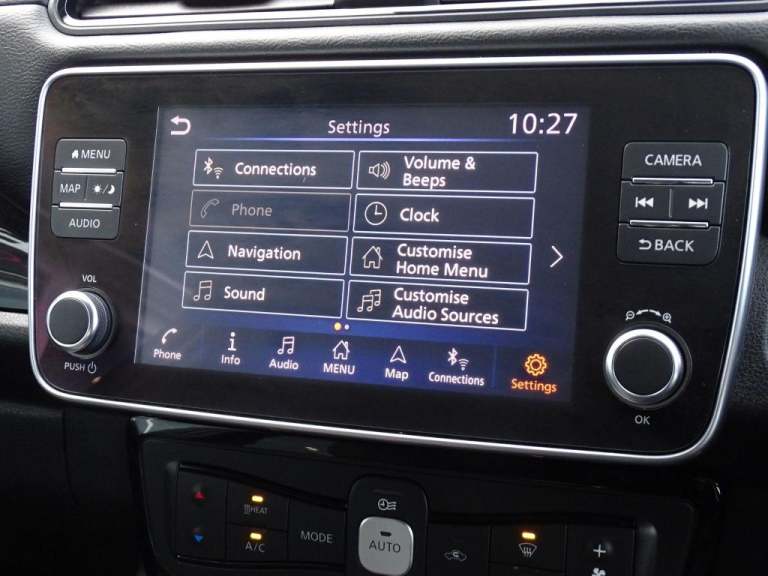 Settings
10:27
Connections
Volume &
Beeps
Phone
Clock
Navigation
Customise
Home Menu
Sound
Customise
Audio Sources
Phone
Info
Audio
MENU
Map
Connections
Settings
MENU
MAP
AUDIO
VOL
PUSH
CAMERA
BACK
OK
HEAT
A/C
MODE
AUTO